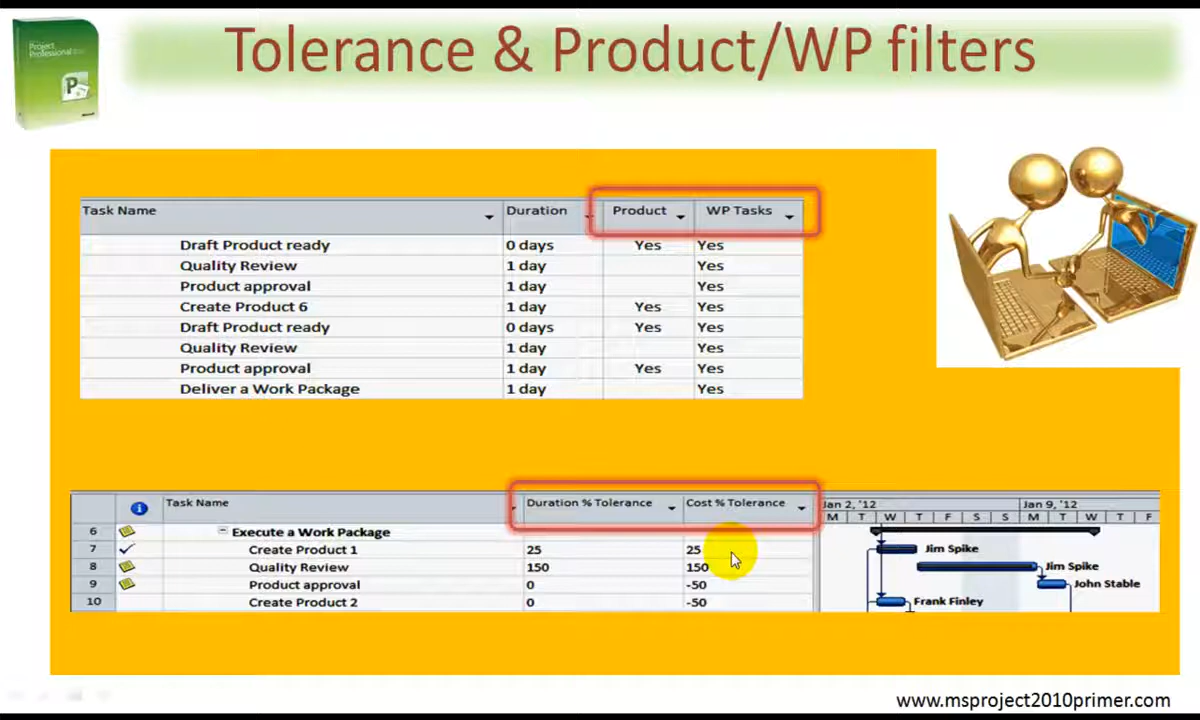 Tolerance & Product/WP filters
Project
Professional
Task Name Duration Product WP Tasks
Draft Product ready 0 days Yes Yes
Quality Review 1 day Yes
Product approval 1 day Yes
Create Product 6 1 day Yes Yes
Draft Product ready 0 days Yes Yes
Quality Review 1 day Yes
Product approval 1 day Yes Yes
Deliver a Work Package 1 day Yes
Task Name Duration % Tolerance Cost % Tolerance Jan 2, '12 Jan 9, '12
M T W T F S S M T W T F
6 Execute a Work Package
7 Create Product 1 25 25 Jim Spike
8 Quality Review 150 150 Jim Spike
9 Product approval 0 -50 John Stable
10 Create Product 2 0 -50 Frank Finley
www.msproject2010primer.com